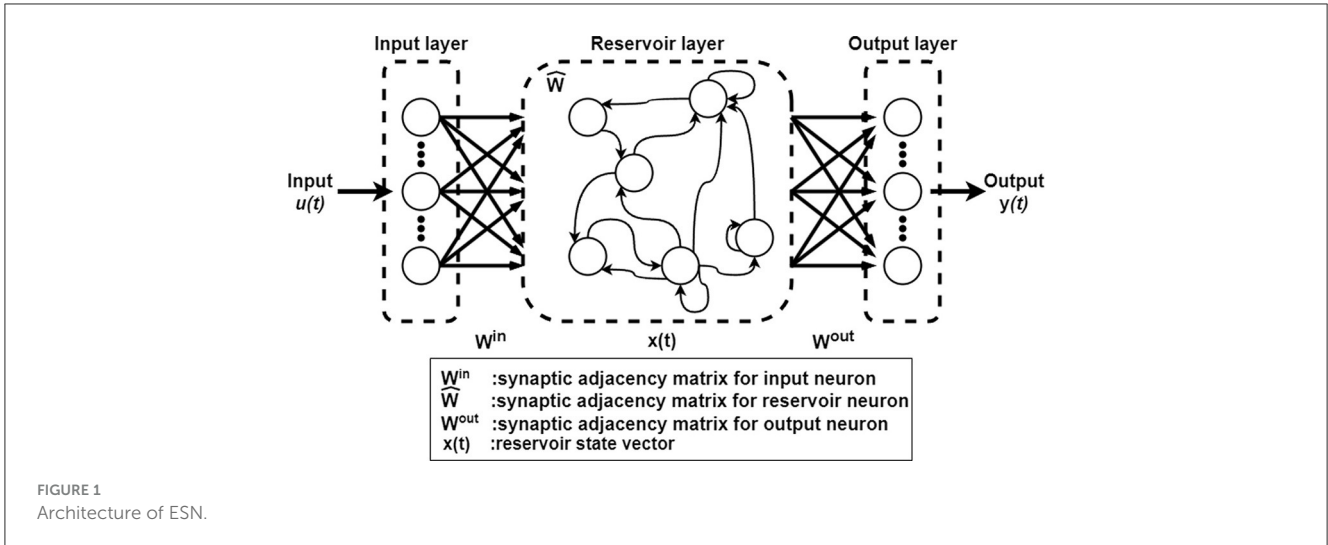 Input layer
Reservoir layer
Output layer
Ŵ
Input
u(t)
Output
y(t)
W^in
x(t)
W^out
W^in :synaptic adjacency matrix for input neuron
Ŵ :synaptic adjacency matrix for reservoir neuron
W^out :synaptic adjacency matrix for output neuron
x(t) :reservoir state vector
FIGURE 1
Architecture of ESN.